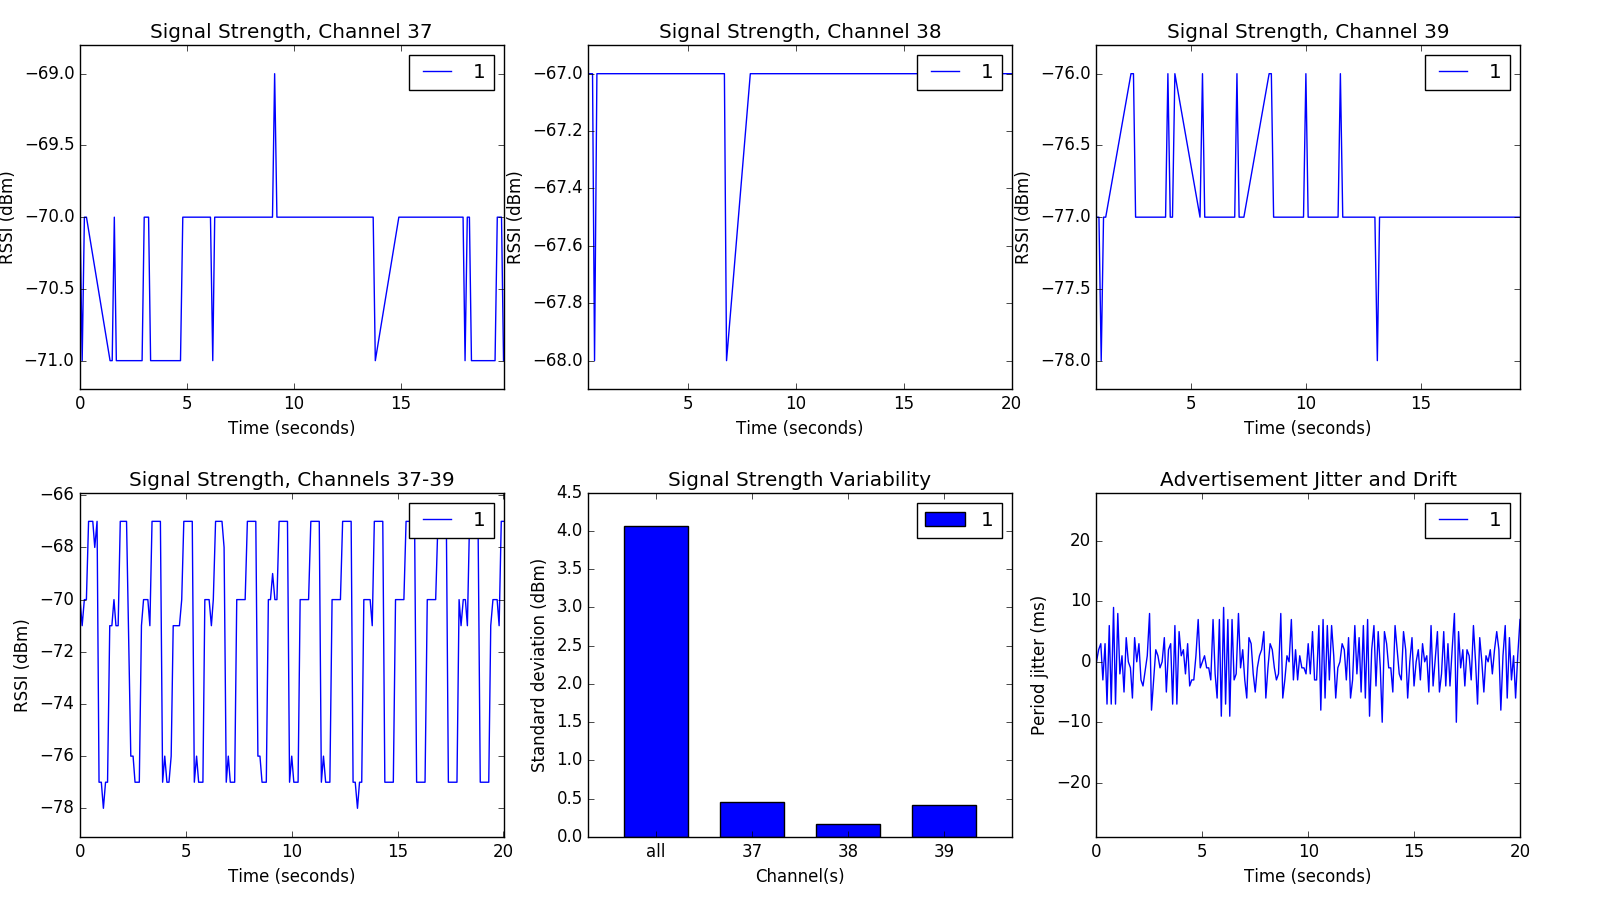 Signal Strength, Channel 37
−69.0
−69.5
−70.0
−70.5
−71.0
RSSI (dBm)
1
0 5 10 15
Time (seconds)
Signal Strength, Channel 38
−67.0
−67.2
−67.4
−67.6
−67.8
−68.0
RSSI (dBm)
1
5 10 15 20
Time (seconds)
Signal Strength, Channel 39
−76.0
−76.5
−77.0
−77.5
−78.0
RSSI (dBm)
1
5 10 15
Time (seconds)
Signal Strength, Channels 37-39
−66
−68
−70
−72
−74
−76
−78
RSSI (dBm)
1
0 5 10 15 20
Time (seconds)
Signal Strength Variability
4.5
4.0
3.5
3.0
2.5
2.0
1.5
1.0
0.5
0.0
Standard deviation (dBm)
1
all 37 38 39
Channel(s)
Advertisement Jitter and Drift
20
10
0
−10
−20
Period jitter (ms)
1
0 5 10 15 20
Time (seconds)